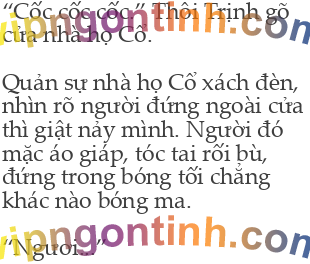 “Cốc cốc cốc” Thôi Trịnh gõ
cửa nhà họ Cổ.
Quản sự nhà họ Cổ xách đèn,
nhìn rõ người đứng ngoài cửa
thì giật nảy mình. Người đó
mặc áo giáp, tóc tai rối bù,
đứng trong bóng tối chẳng
khác nào bóng ma.
“Ngươi...”
vipngontinh.com
vipngontinh.com